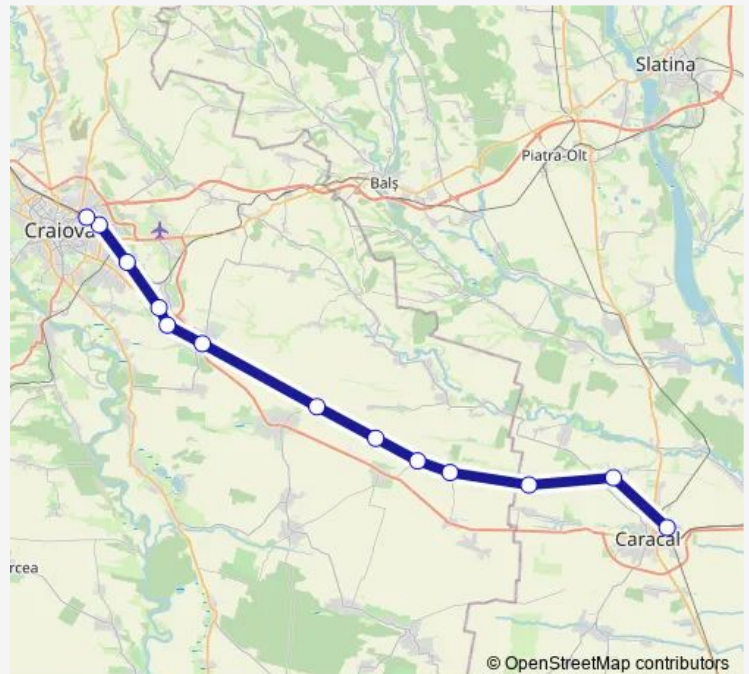 Slatina
Piatra-Olt
Balș
Craiova
Caracal
rcea
© OpenStreetMap contributors